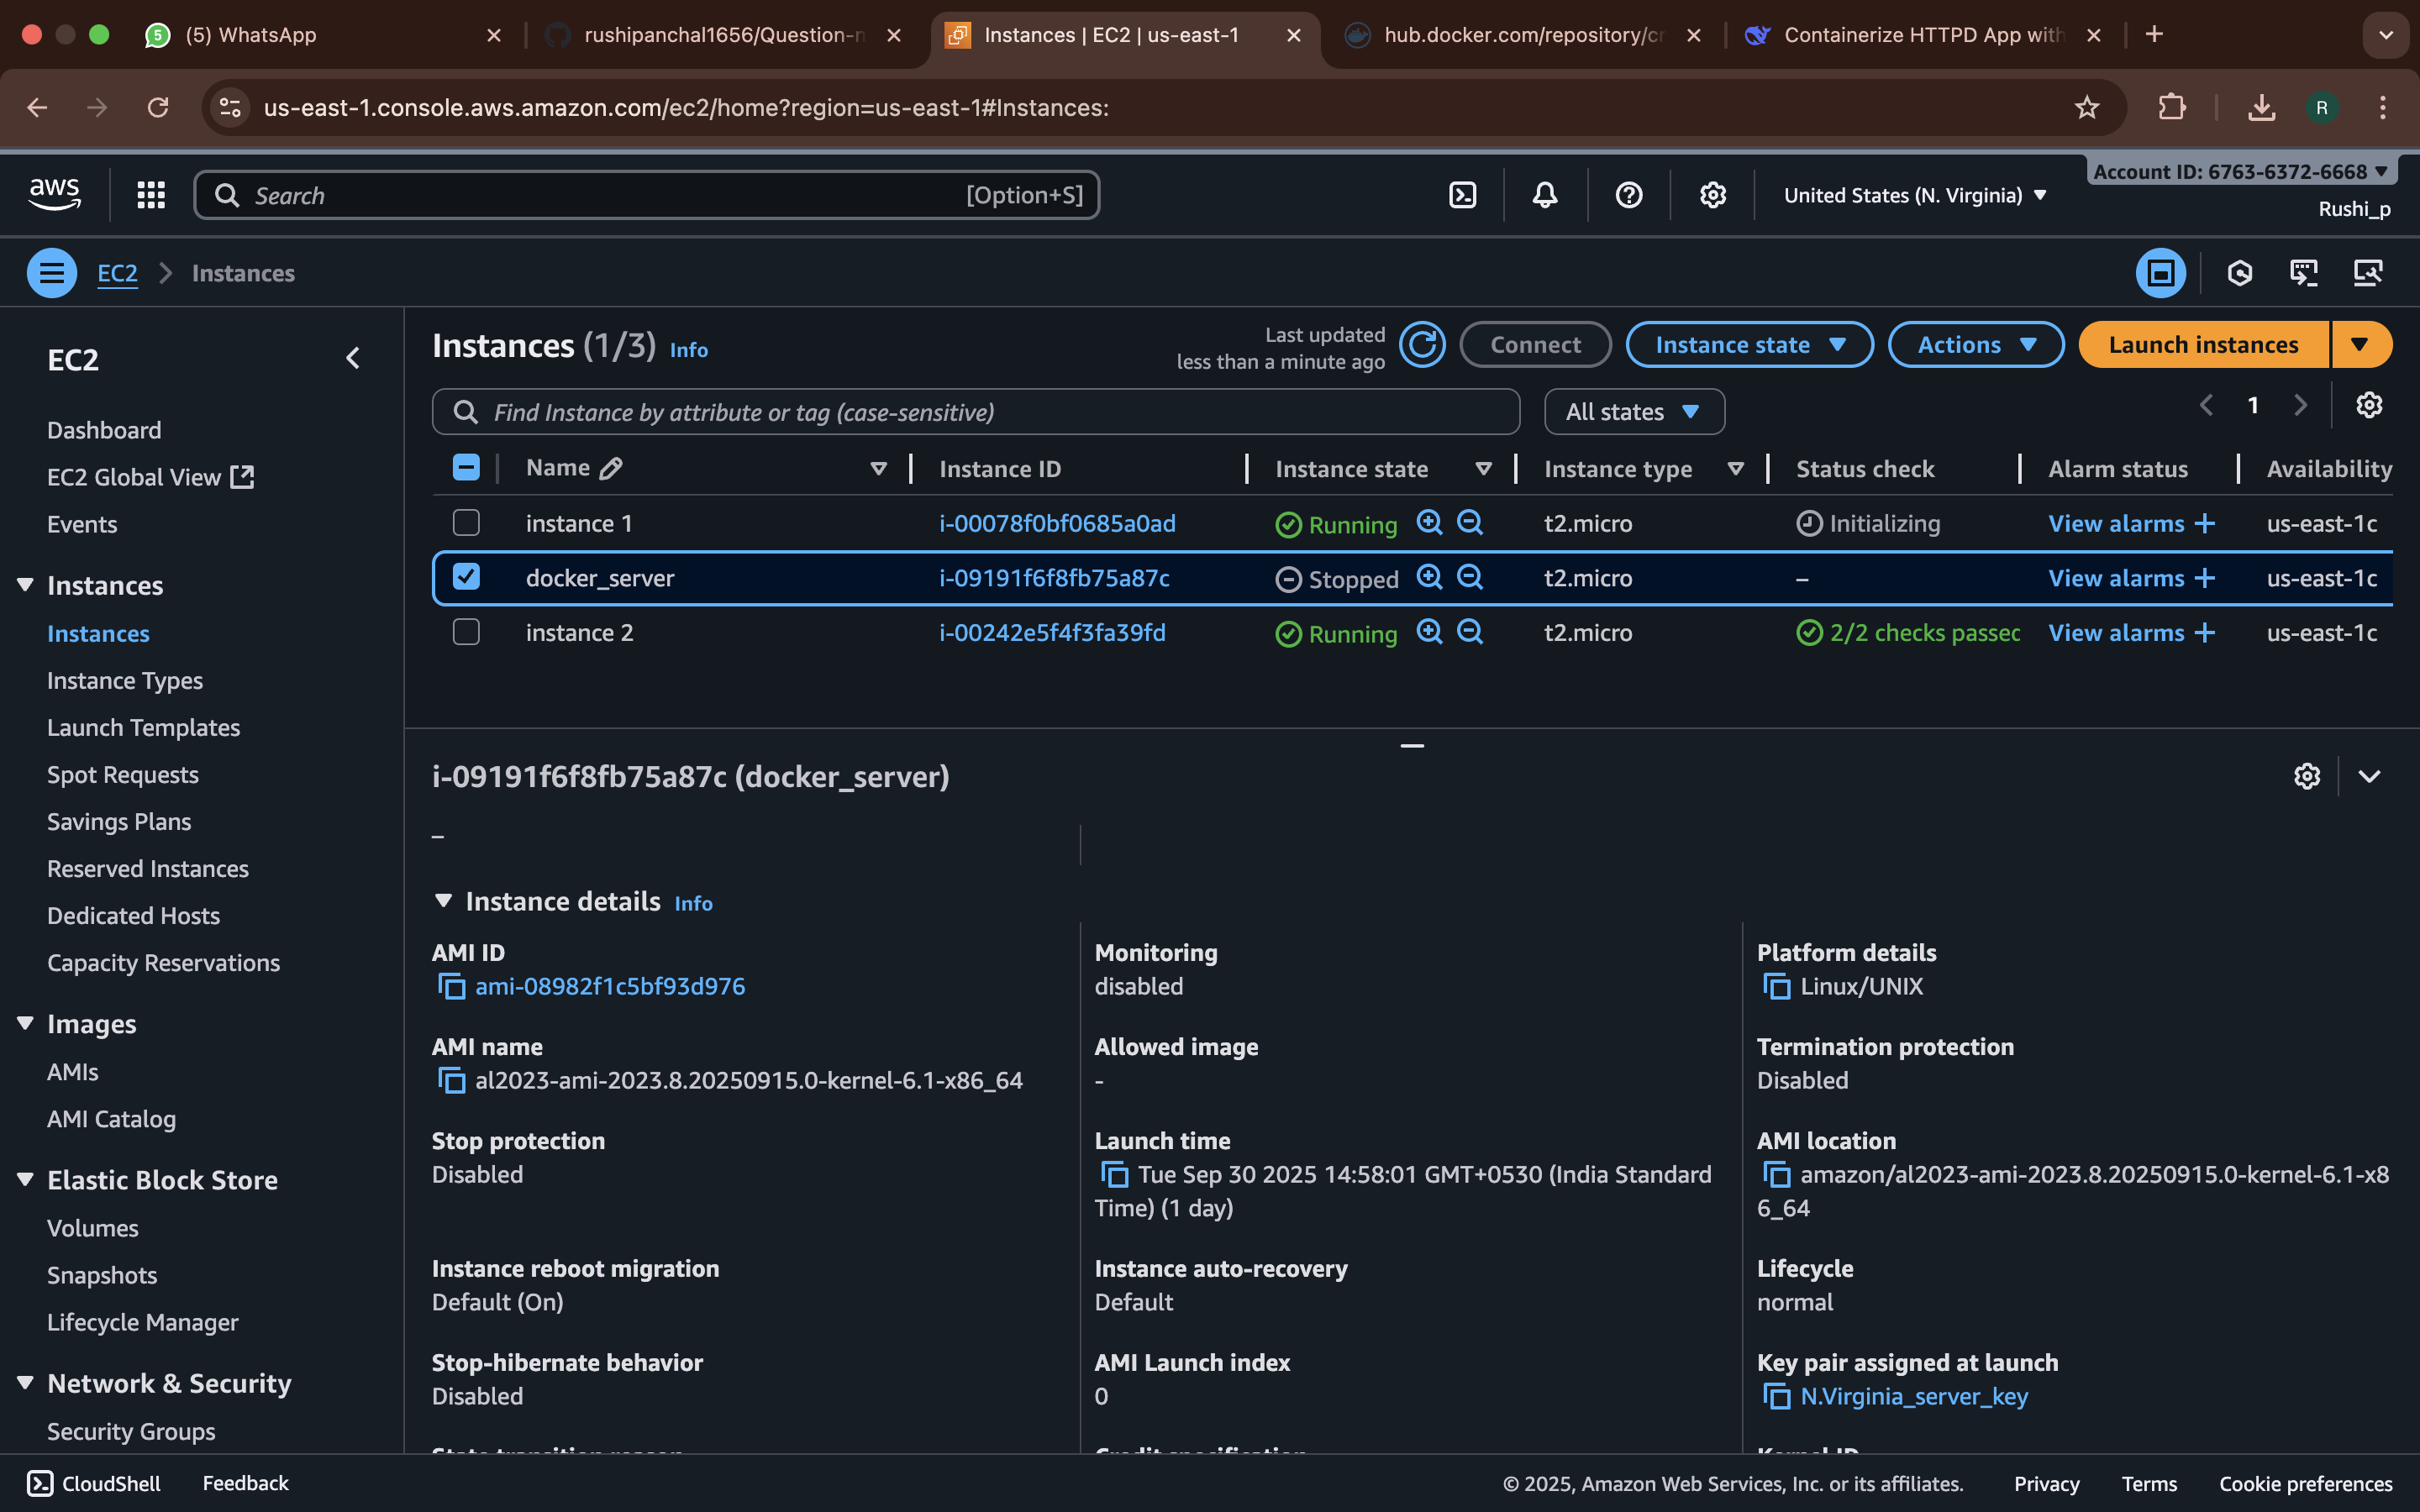 (5) WhatsApp
rushipanchal1656/Question-
Instances | EC2 | us-east-1
hub.docker.com/repository/
Containerize HTTPD App with
us-east-1.console.aws.amazon.com/ec2/home?region=us-east-1#Instances:
R
aws
Search
[Option+S]
United States (N. Virginia)
Account ID: 6763-6372-6668
Rushi_p
EC2
Instances
EC2
Dashboard
EC2 Global View
Events
Instances
Instances
Instance Types
Launch Templates
Spot Requests
Savings Plans
Reserved Instances
Dedicated Hosts
Capacity Reservations
Images
AMIs
AMI Catalog
Elastic Block Store
Volumes
Snapshots
Lifecycle Manager
Network & Security
Security Groups
Instances (1/3) Info
Last updated
less than a minute ago
Connect
Instance state
Actions
Launch instances
Find Instance by attribute or tag (case-sensitive)
All states
1
Name Instance ID Instance state Instance type Status check Alarm status Availability
instance 1 i-00078f0bf0685a0ad Running t2.micro Initializing View alarms + us-east-1c
docker_server i-09191f6f8fb75a87c Stopped t2.micro – View alarms + us-east-1c
instance 2 i-00242e5f4f3fa39fd Running t2.micro 2/2 checks passed View alarms + us-east-1c
i-09191f6f8fb75a87c (docker_server)
–
Instance details Info
AMI ID
ami-08982f1c5bf93d976
Monitoring
disabled
Platform details
Linux/UNIX
AMI name
al2023-ami-2023.8.20250915.0-kernel-6.1-x86_64
Allowed image
-
Termination protection
Disabled
Stop protection
Disabled
Launch time
Tue Sep 30 2025 14:58:01 GMT+0530 (India Standard
Time) (1 day)
AMI location
amazon/al2023-ami-2023.8.20250915.0-kernel-6.1-x8
6_64
Instance reboot migration
Default (On)
Instance auto-recovery
Default
Lifecycle
normal
Stop-hibernate behavior
Disabled
AMI Launch index
0
Key pair assigned at launch
N.Virginia_server_key
State transition reason
Credit specification
Kernel ID
CloudShell
Feedback
© 2025, Amazon Web Services, Inc. or its affiliates.
Privacy
Terms
Cookie preferences